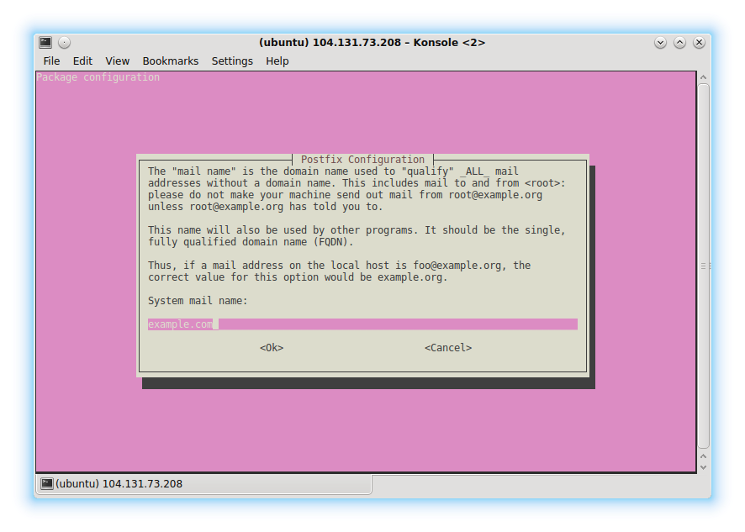 (ubuntu) 104.131.73.208 – Konsole <2>
File Edit View Bookmarks Settings Help
Package configuration
Postfix Configuration
The "mail name" is the domain name used to "qualify" _ALL_ mail
addresses without a domain name. This includes mail to and from <root>:
please do not make your machine send out mail from root@example.org
unless root@example.org has told you to.
This name will also be used by other programs. It should be the single,
fully qualified domain name (FQDN).
Thus, if a mail address on the local host is foo@example.org, the
correct value for this option would be example.org.
System mail name:
example.com
<Ok> <Cancel>
(ubuntu) 104.131.73.208